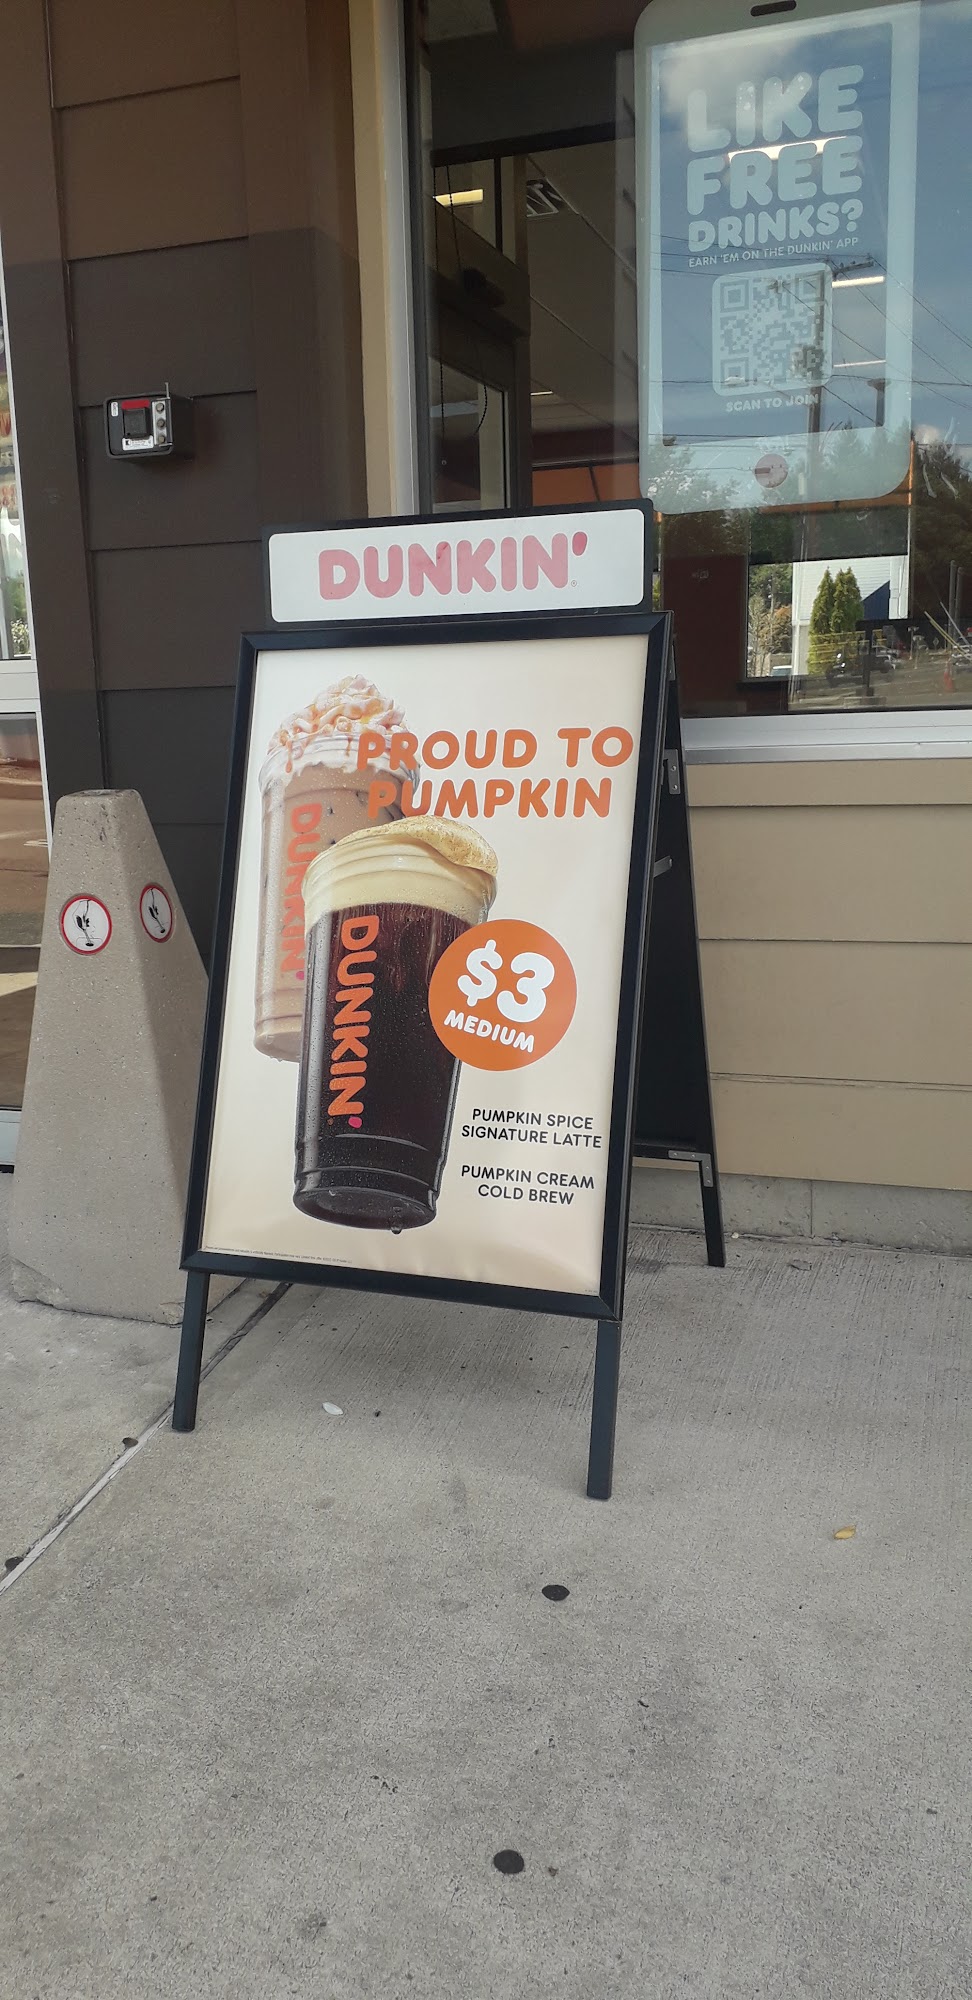 LIKE
FREE
DRINKS?
EARN 'EM ON THE DUNKIN' APP
SCAN TO JOIN
DUNKIN'
PROUD TO
PUMPKIN
DUNKIN'
DUNKIN'
$3
MEDIUM
PUMPKIN SPICE
SIGNATURE LATTE
PUMPKIN CREAM
COLD BREW